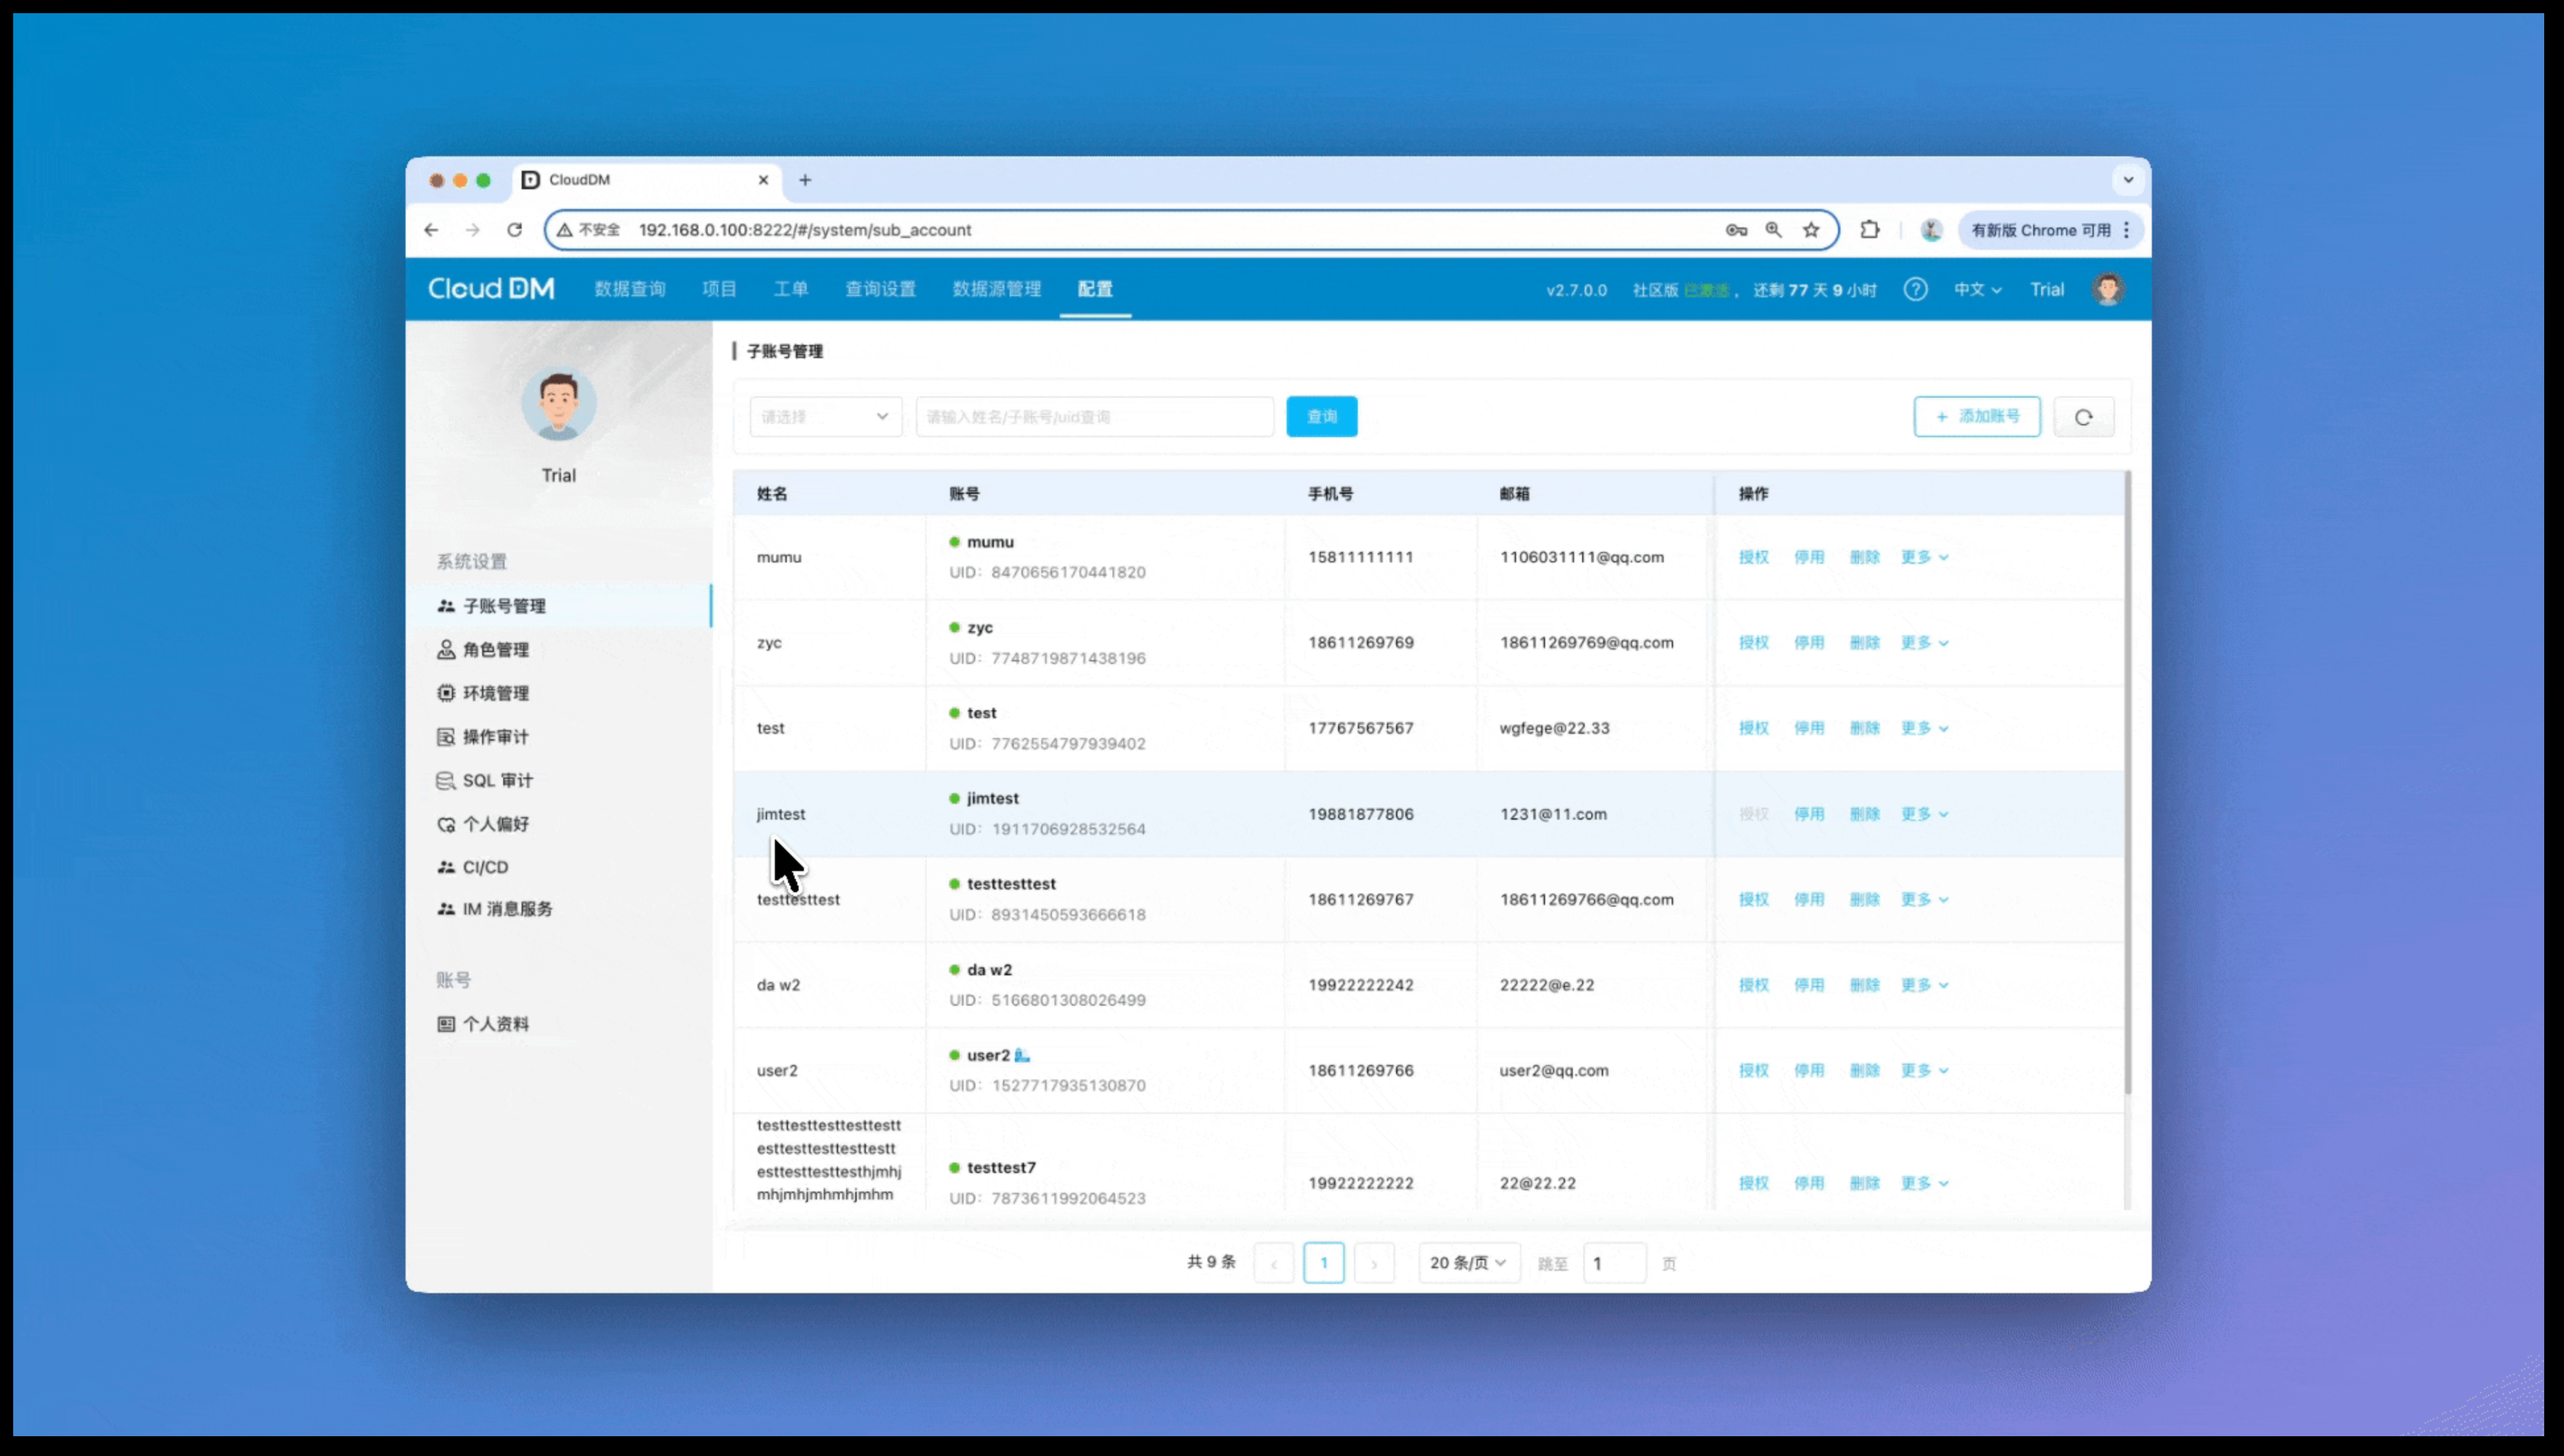 CloudDM
不安全 192.168.0.100:8222/#/system/sub_account
有新版 Chrome 可用
Cloud DM 数据查询 项目 工单 查询设置 数据源管理 配置 v2.7.0.0 社区版 已激活， 还剩 77 天 9 小时 中文 Trial
Trial
系统设置
子账号管理
角色管理
环境管理
操作审计
SQL 审计
个人偏好
CI/CD
IM 消息服务
账号
个人资料
子账号管理
请选择 请输入姓名/子账号/uid查询 查询 + 添加账号
姓名 账号 手机号 邮箱 操作
mumu mumu 15811111111 1106031111@qq.com 授权 停用 删除 更多
UID: 8470656170441820
zyc zyc 18611269769 18611269769@qq.com 授权 停用 删除 更多
UID: 7748719871438196
test test 17767567567 wgfege@22.33 授权 停用 删除 更多
UID: 7762554797939402
jimtest jimtest 19881877806 1231@11.com 授权 停用 删除 更多
UID: 1911706928532564
testtesttest testtesttest 18611269767 18611269766@qq.com 授权 停用 删除 更多
UID: 8931450593666618
da w2 da w2 19922222242 22222@e.22 授权 停用 删除 更多
UID: 5166801308026499
user2 user2 18611269766 user2@qq.com 授权 停用 删除 更多
UID: 1527717935130870
testtesttesttesttestt
esttesttesttesttestt
esttesttesttesthjmhj
mhjmhjmhmhjmhm
testtest7 19922222222 22@22.22 授权 停用 删除 更多
UID: 7873611992064523
共 9 条 1 20 条/页 跳至 1 页